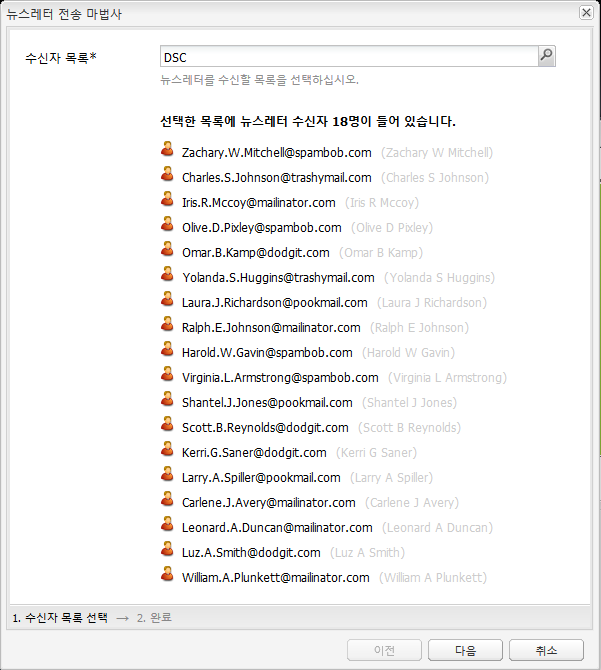 뉴스레터 전송 마법사
수신자 목록*
DSC
뉴스레터를 수신할 목록을 선택하십시오.
선택한 목록에 뉴스레터 수신자 18명이 들어 있습니다.
Zachary.W.Mitchell@spambob.com (Zachary W Mitchell)
Charles.S.Johnson@trashymail.com (Charles S Johnson)
Iris.R.Mccoy@mailinator.com (Iris R Mccoy)
Olive.D.Pixley@spambob.com (Olive D Pixley)
Omar.B.Kamp@dodgit.com (Omar B Kamp)
Yolanda.S.Huggins@trashymail.com (Yolanda S Huggins)
Laura.J.Richardson@pookmail.com (Laura J Richardson)
Ralph.E.Johnson@mailinator.com (Ralph E Johnson)
Harold.W.Gavin@spambob.com (Harold W Gavin)
Virginia.L.Armstrong@spambob.com (Virginia L Armstrong)
Shantel.J.Jones@pookmail.com (Shantel J Jones)
Scott.B.Reynolds@dodgit.com (Scott B Reynolds)
Kerri.G.Saner@dodgit.com (Kerri G Saner)
Larry.A.Spiller@pookmail.com (Larry A Spiller)
Carlene.J.Avery@mailinator.com (Carlene J Avery)
Leonard.A.Duncan@mailinator.com (Leonard A Duncan)
Luz.A.Smith@dodgit.com (Luz A Smith)
William.A.Plunkett@mailinator.com (William A Plunkett)
1. 수신자 목록 선택 → 2. 완료
이전 다음 취소